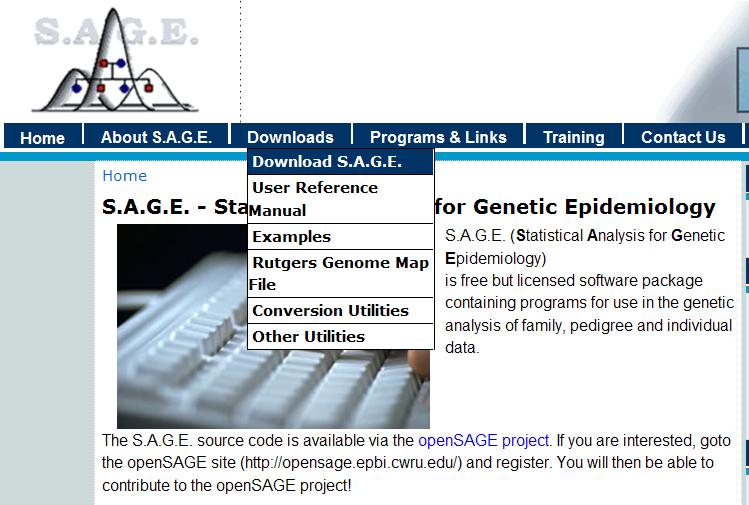 S.A.G.E.
Home
About S.A.G.E.
Downloads
Programs & Links
Training
Contact Us
Download S.A.G.E.
User Reference
Manual
Examples
Rutgers Genome Map
File
Conversion Utilities
Other Utilities
Home
S.A.G.E. - Sta for Genetic Epidemiology
S.A.G.E. (Statistical Analysis for Genetic
Epidemiology)
is free but licensed software package
containing programs for use in the genetic
analysis of family, pedigree and individual
data.
The S.A.G.E. source code is available via the openSAGE project. If you are interested, goto
the openSAGE site (http://opensage.epbi.cwru.edu/) and register. You will then be able to
contribute to the openSAGE project!